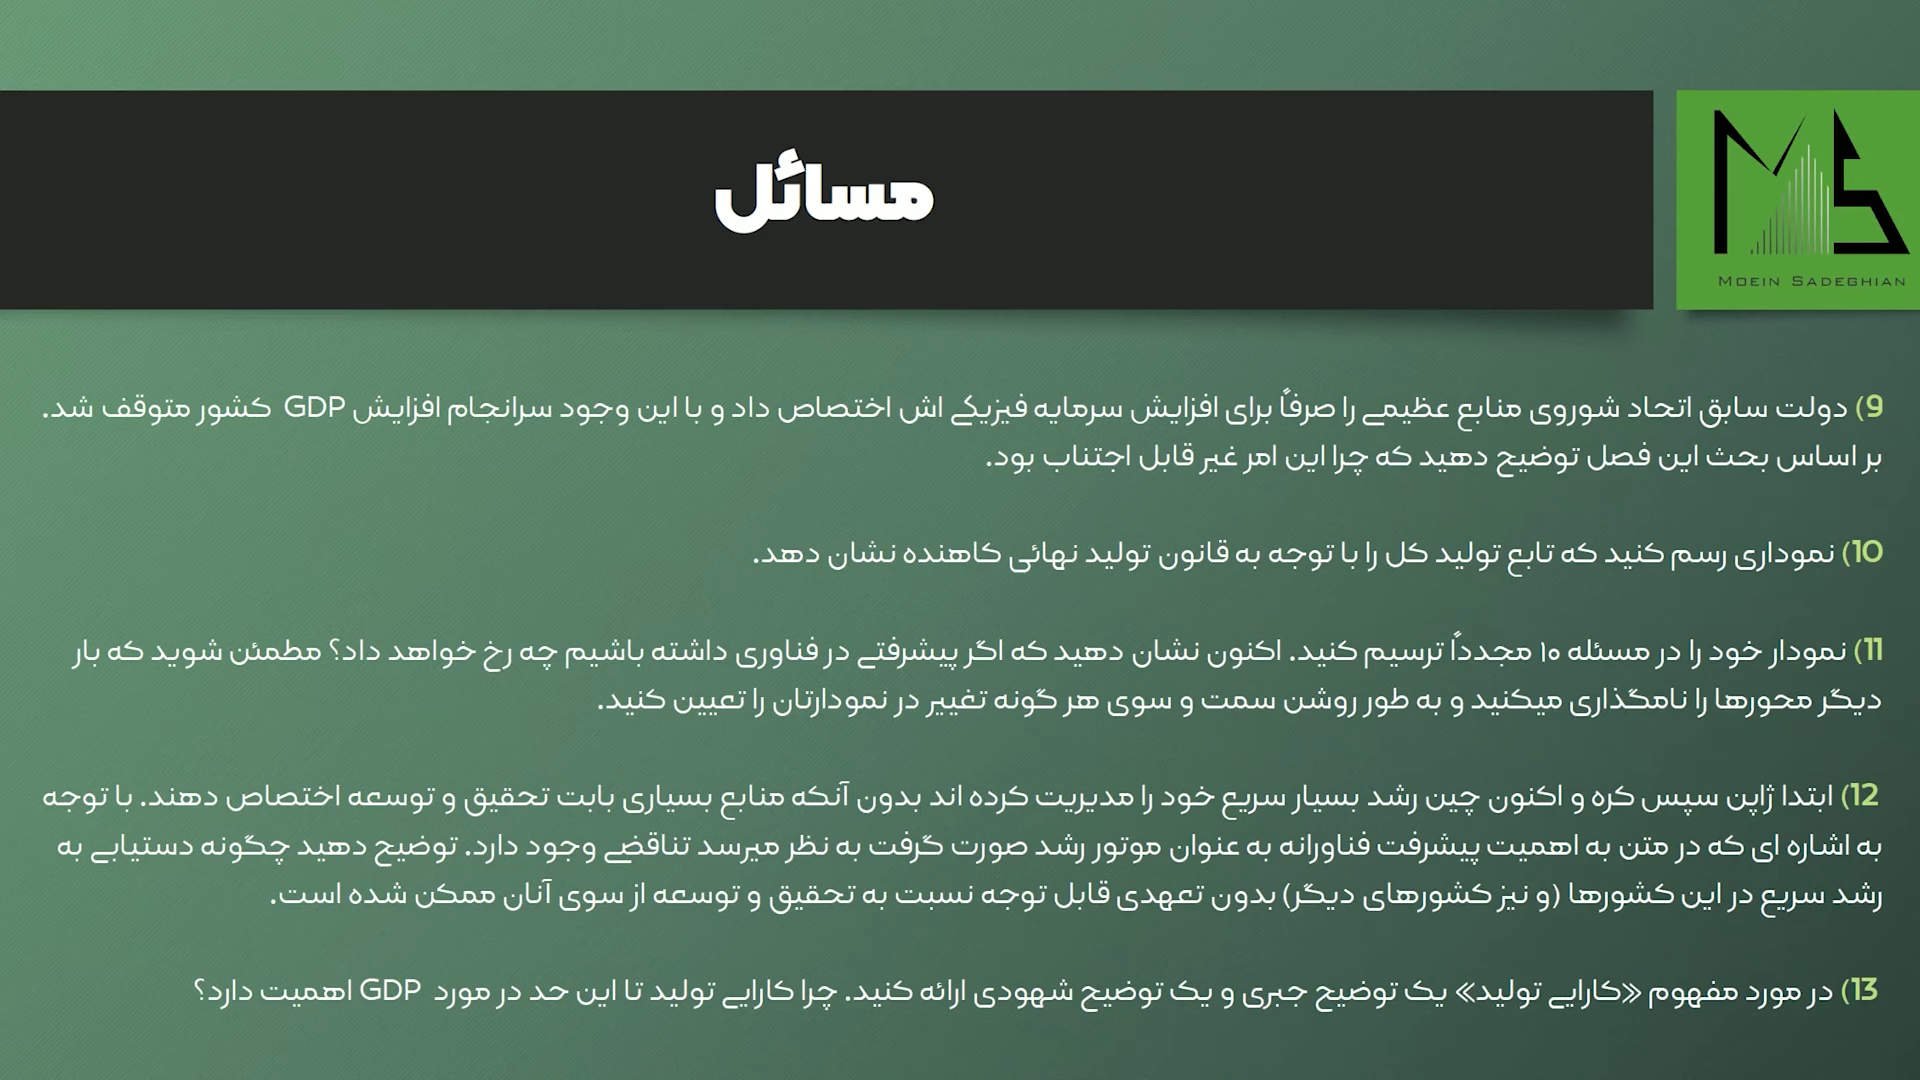 مسائل
MOEIN SADEGHIAN
9) دولت سابق اتحاد شوروی منابع عظیمی را صرفاً برای افزایش سرمایه فیزیکی اش اختصاص داد و با این وجود سرانجام افزایش GDP کشور متوقف شد.
بر اساس بحث این فصل توضیح دهید که چرا این امر غیر قابل اجتناب بود.
10) نموداری رسم کنید که تابع تولید کل را با توجه به قانون تولید نهائی کاهنده نشان دهد.
11) نمودار خود را در مسئله ۱۰ مجدداً ترسیم کنید. اکنون نشان دهید که اگر پیشرفتی در فناوری داشته باشیم چه رخ خواهد داد؟ مطمئن شوید که بار
دیگر محورها را نامگذاری میکنید و به طور روشن سمت و سوی هر گونه تغییر در نمودارتان را تعیین کنید.
12) ابتدا ژاپن سپس کره و اکنون چین رشد بسیار سریع خود را مدیریت کرده اند بدون آنکه منابع بسیاری بابت تحقیق و توسعه اختصاص دهند. با توجه
به اشاره ای که در متن به اهمیت پیشرفت فناورانه به عنوان موتور رشد صورت گرفت به نظر میرسد تناقضی وجود دارد. توضیح دهید چگونه دستیابی به
رشد سریع در این کشورها (و نیز کشورهای دیگر) بدون تعهدی قابل توجه نسبت به تحقیق و توسعه از سوی آنان ممکن شده است.
13) در مورد مفهوم «کارایی تولید» یک توضیح جبری و یک توضیح شهودی ارائه کنید. چرا کارایی تولید تا این حد در مورد GDP اهمیت دارد؟